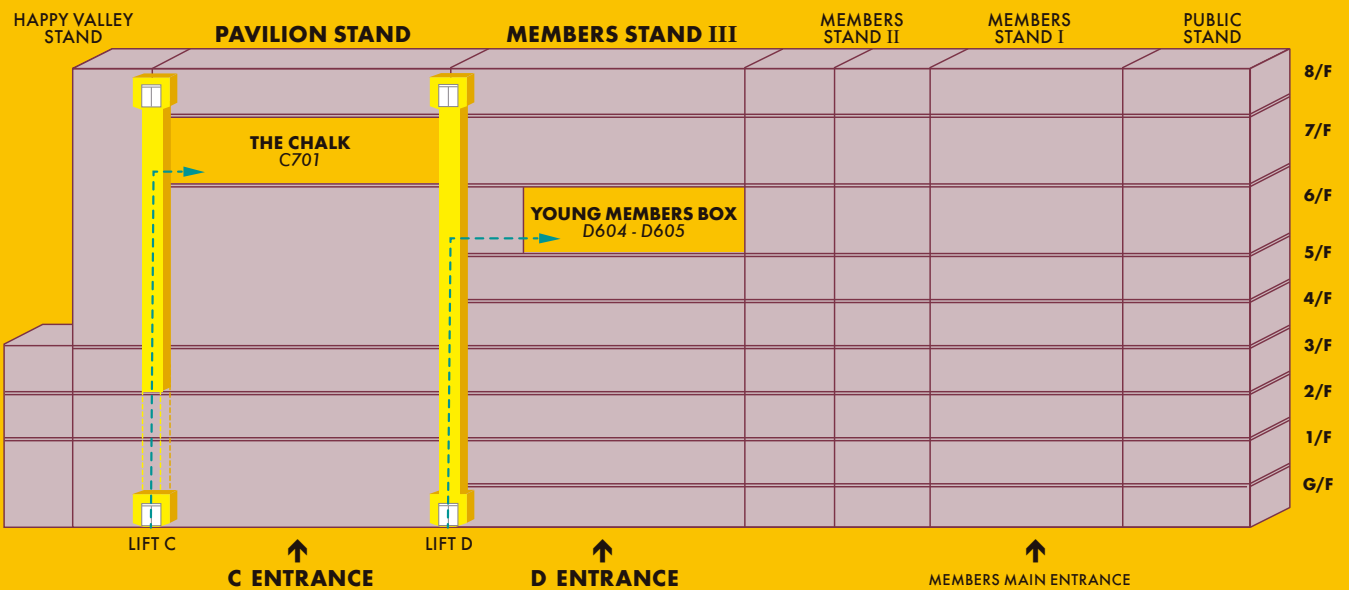 HAPPY VALLEY
STAND
PAVILION STAND
MEMBERS STAND III
MEMBERS
STAND II
MEMBERS
STAND I
PUBLIC
STAND
8/F
THE CHALK
C701
7/F
YOUNG MEMBERS BOX
D604 - D605
6/F
5/F
4/F
3/F
2/F
1/F
G/F
LIFT C
LIFT D
C ENTRANCE
D ENTRANCE
MEMBERS MAIN ENTRANCE